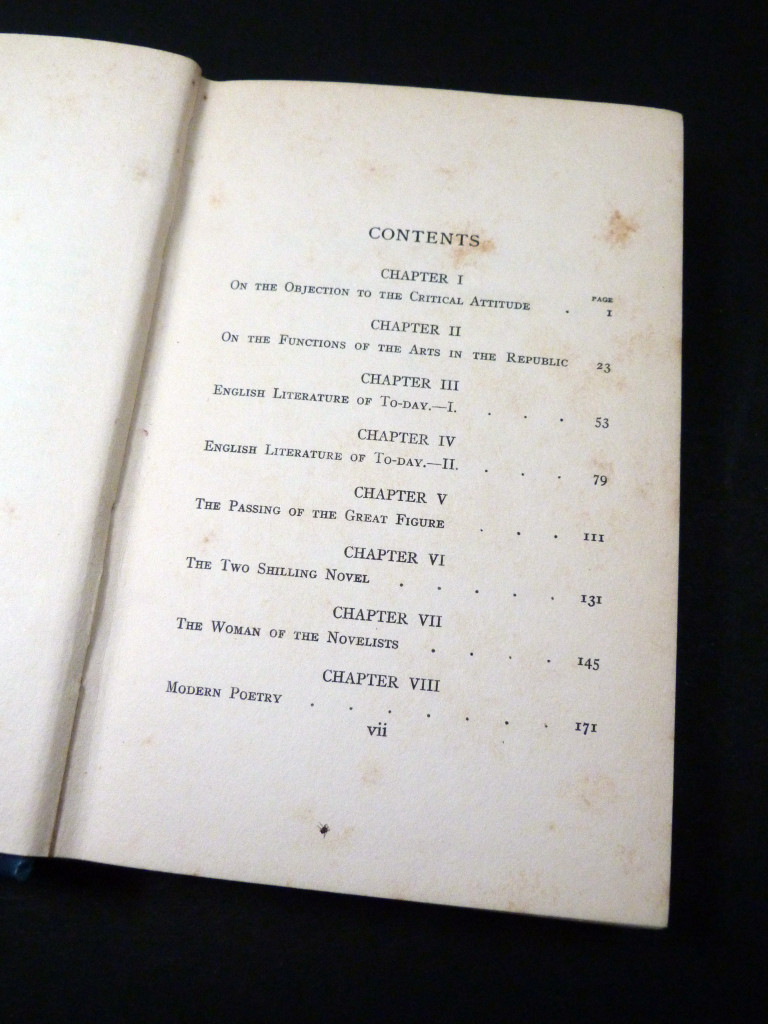 CONTENTS
CHAPTER I
PAGE
On the Objection to the Critical Attitude . 1
CHAPTER II
On the Functions of the Arts in the Republic 23
CHAPTER III
English Literature of To-day.—I. . . . 53
CHAPTER IV
English Literature of To-day.—II. . . . 79
CHAPTER V
The Passing of the Great Figure . . . 111
CHAPTER VI
The Two Shilling Novel . . . . . 131
CHAPTER VII
The Woman of the Novelists . . . . 145
CHAPTER VIII
Modern Poetry . . . . . . . 171
vii